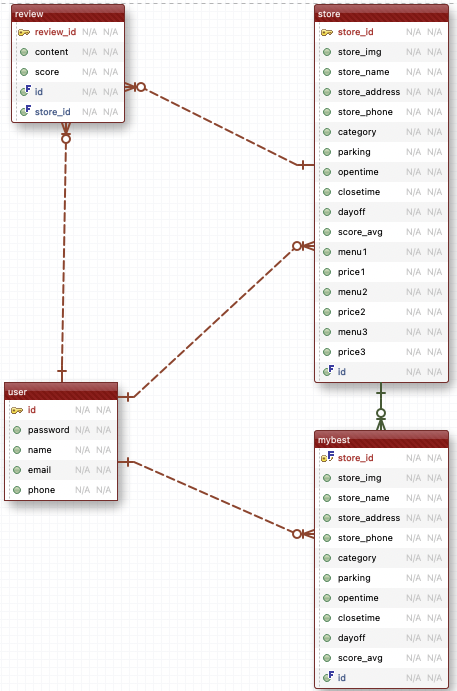 review
review_id N/A N/A
content N/A N/A
score N/A N/A
id N/A N/A
store_id N/A N/A
store
store_id N/A N/A
store_img N/A N/A
store_name N/A N/A
store_address N/A N/A
store_phone N/A N/A
category N/A N/A
parking N/A N/A
opentime N/A N/A
closetime N/A N/A
dayoff N/A N/A
score_avg N/A N/A
menu1 N/A N/A
price1 N/A N/A
menu2 N/A N/A
price2 N/A N/A
menu3 N/A N/A
price3 N/A N/A
id N/A N/A
user
id N/A N/A
password N/A N/A
name N/A N/A
email N/A N/A
phone N/A N/A
mybest
store_id N/A N/A
store_img N/A N/A
store_name N/A N/A
store_address N/A N/A
store_phone N/A N/A
category N/A N/A
parking N/A N/A
opentime N/A N/A
closetime N/A N/A
dayoff N/A N/A
score_avg N/A N/A
id N/A N/A